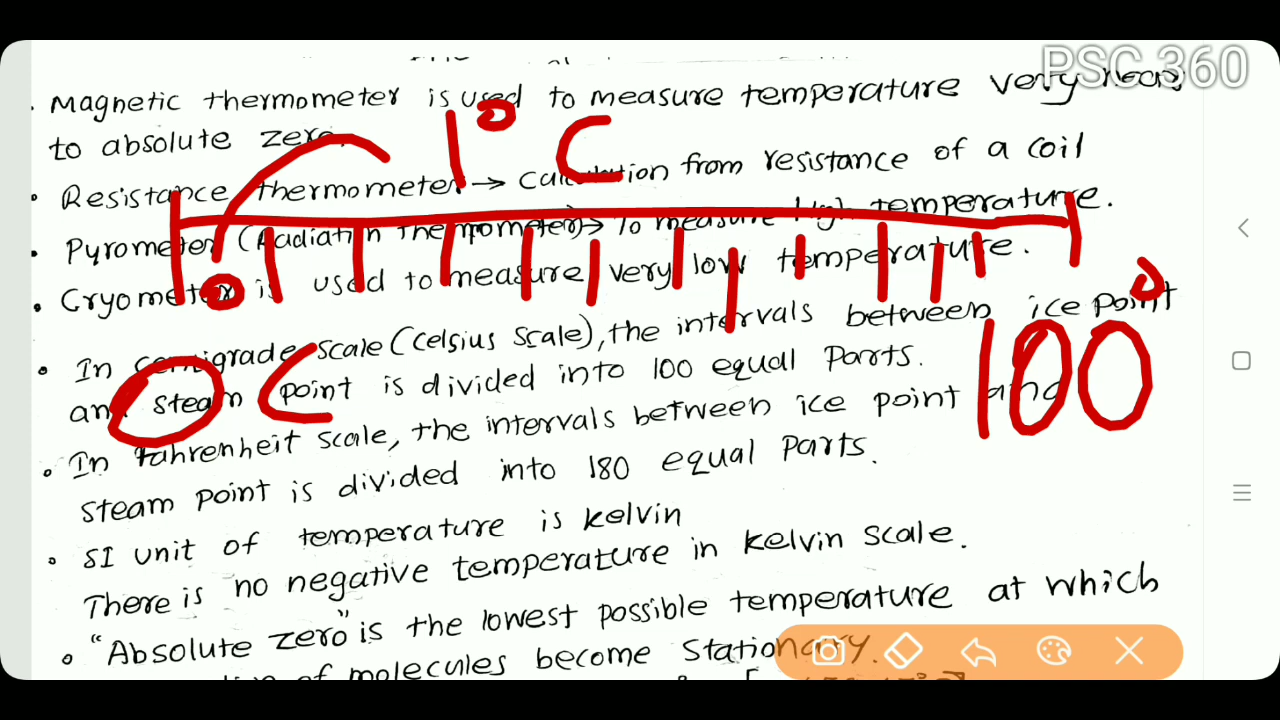 PSC 360
• Magnetic thermometer is used to measure temperature very near
to absolute zero.
• Resistance thermometer → Calculation from resistance of a coil
• Pyrometer (Radiation thermometer) → To measure high temperature.
• Cryometer is used to measure very low temperature.
• In centigrade scale (Celsius scale), the intervals between ice point
and steam point is divided into 100 equal parts.
• In fahrenheit scale, the intervals between ice point and
steam point is divided into 180 equal parts.
• SI unit of temperature is kelvin
There is no negative temperature in kelvin scale.
• "Absolute zero" is the lowest possible temperature at which
of molecules become stationary.
1° C
0° C
100°